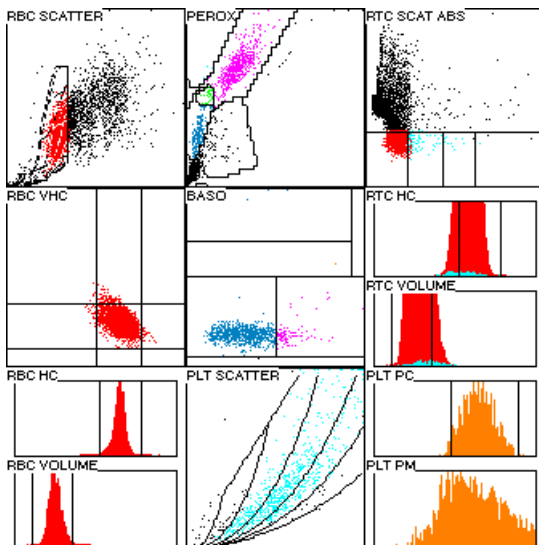 RBC SCATTER
PEROX
RTC SCAT ABS
RBC VHC
BASO
RTC HC
RTC VOLUME
RBC HC
PLT SCATTER
PLT PC
RBC VOLUME
PLT PM